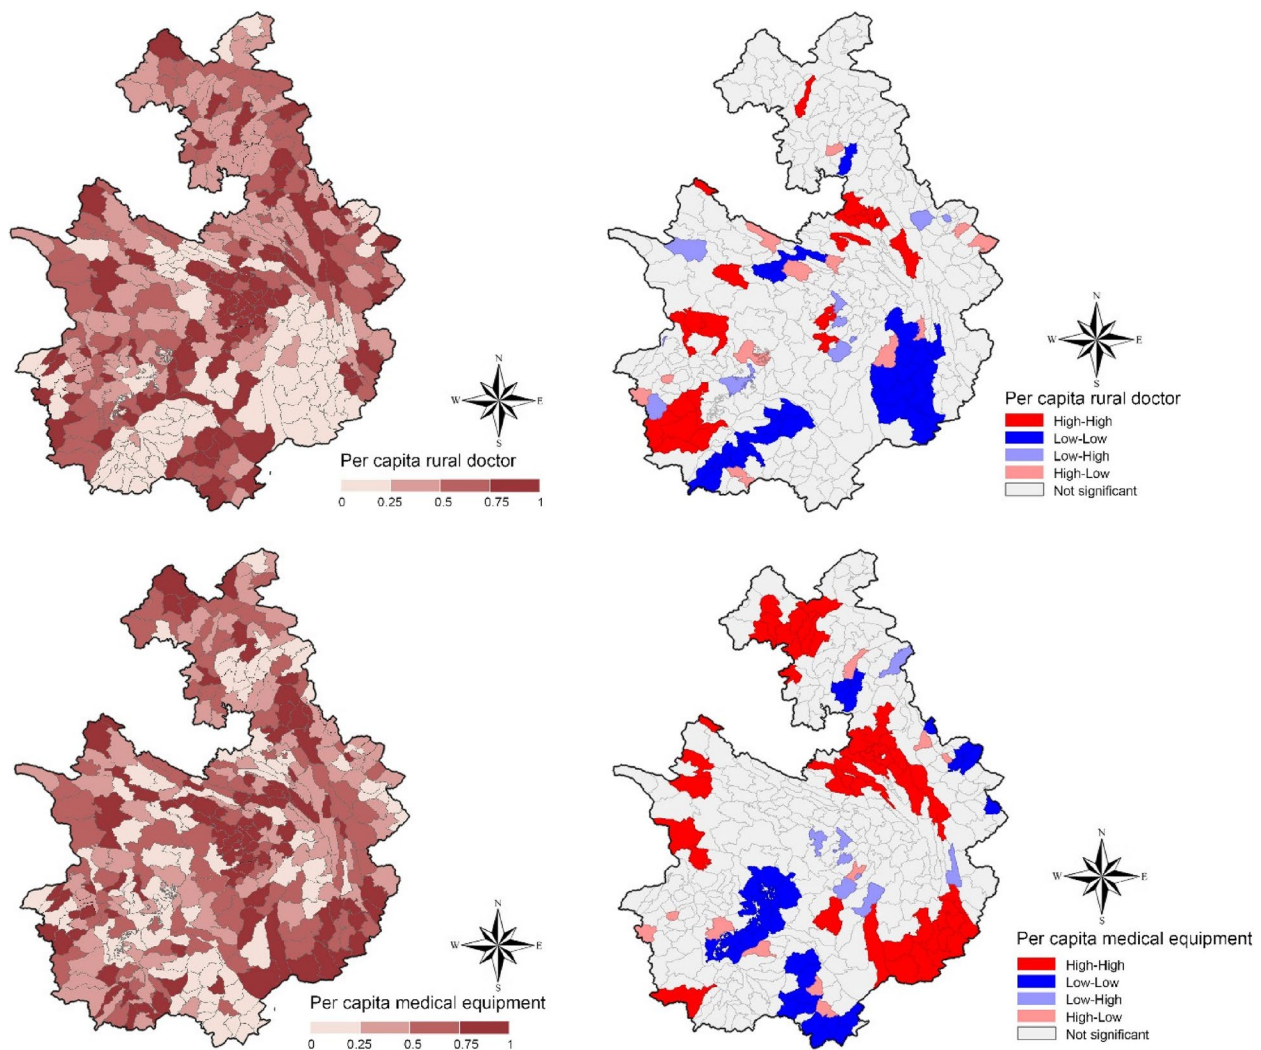 N
W E
S
Per capita rural doctor
0 0.25 0.5 0.75 1
N
W E
S
Per capita rural doctor
High-High
Low-Low
Low-High
High-Low
Not significant
N
W E
S
Per capita medical equipment
0 0.25 0.5 0.75 1
N
W E
S
Per capita medical equipment
High-High
Low-Low
Low-High
High-Low
Not significant